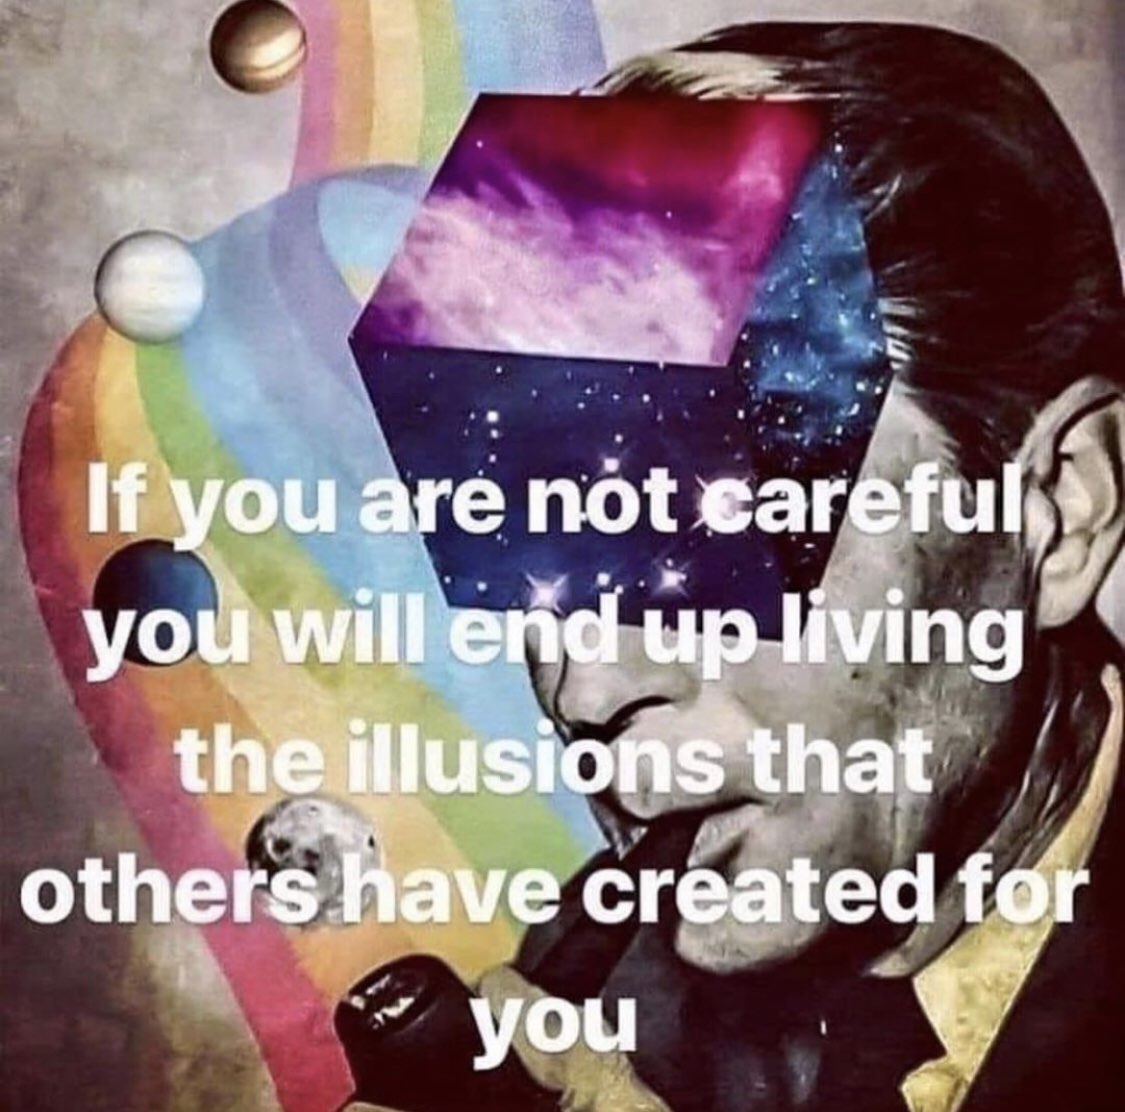 If you are not careful
you will end up living
the illusions that
others have created for
you